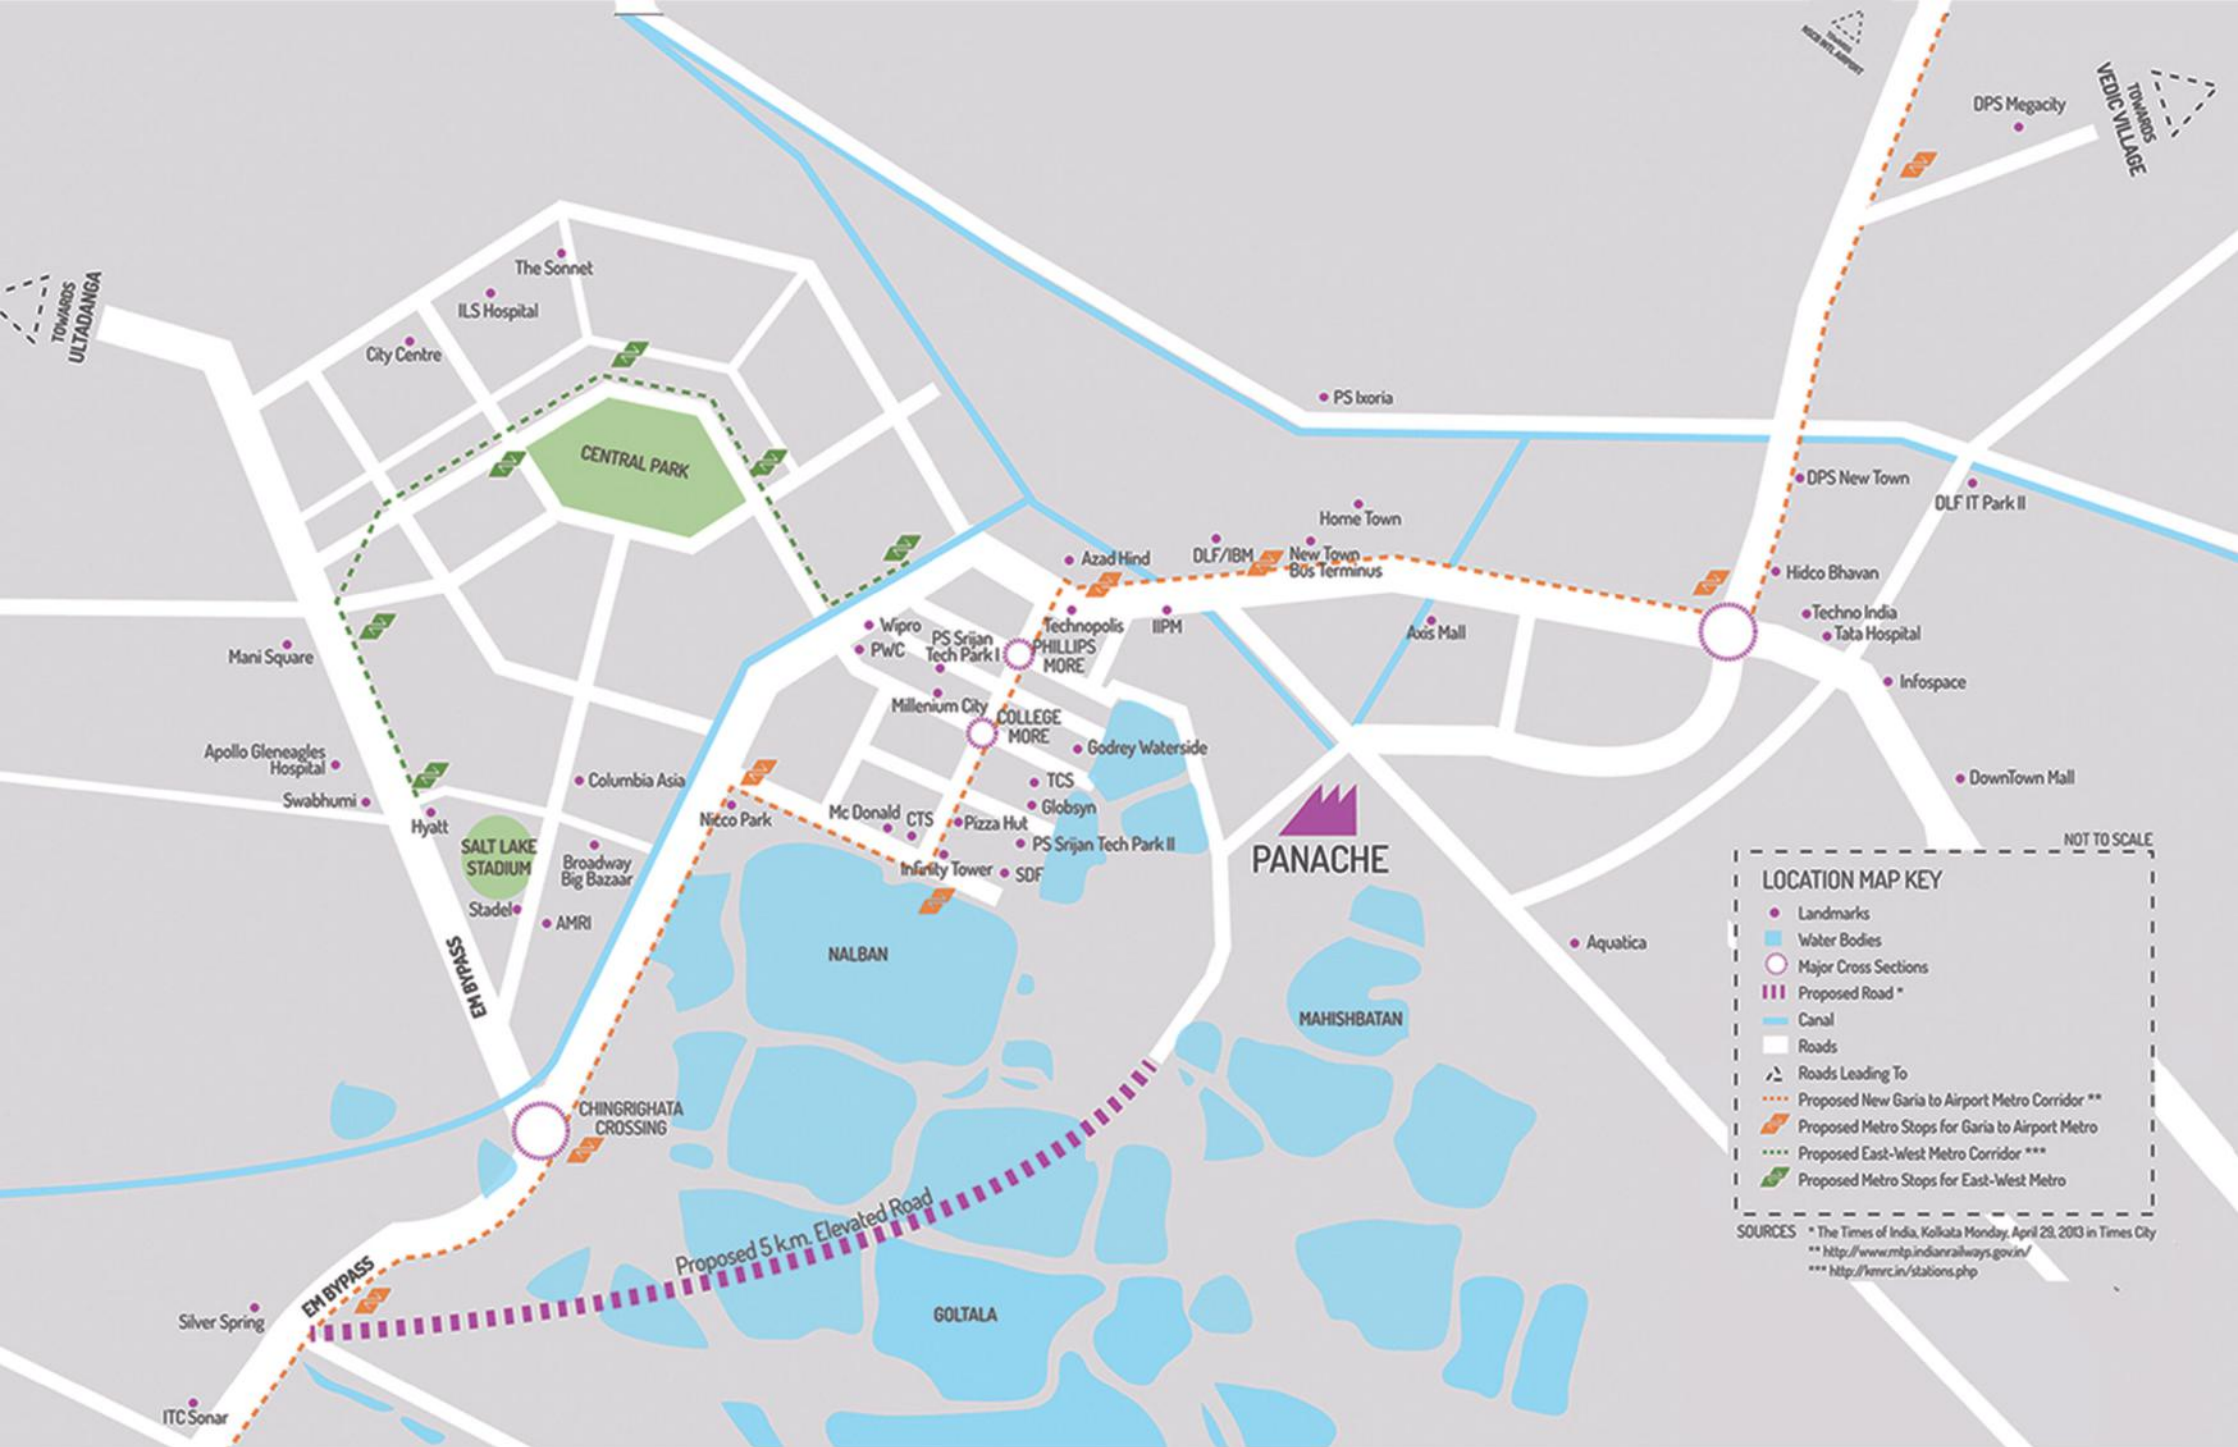 TOWARDS
NSCB INTL AIRPORT
TOWARDS
VEDIC VILLAGE
DPS Megacity
TOWARDS
ULTADANGA
The Sonnet
ILS Hospital
City Centre
CENTRAL PARK
PS Ixoria
DPS New Town
DLF IT Park II
Home Town
Azad Hind
DLF/IBM
New Town
Bus Terminus
Hidco Bhavan
Techno India
Tata Hospital
Wipro
PS Srijan
Tech Park I
PWC
Technopolis
IIPM
PHILLIPS
MORE
Axis Mall
Mani Square
Infospace
Millenium City
COLLEGE
MORE
Godrey Waterside
Apollo Gleneagles
Hospital
Swabhumi
Hyatt
Columbia Asia
TCS
Globsyn
DownTown Mall
Nicco Park
Mc Donald
CTS
Pizza Hut
PS Srijan Tech Park II
Infinity Tower
SDF
PANACHE
SALT LAKE
STADIUM
Broadway
Big Bazaar
Stadel
AMRI
EM BYPASS
NALBAN
MAHISHBATAN
Aquatica
CHINGRIGHATA
CROSSING
Proposed 5 k.m. Elevated Road
EM BYPASS
GOLTALA
Silver Spring
ITC Sonar
NOT TO SCALE
LOCATION MAP KEY
Landmarks
Water Bodies
Major Cross Sections
Proposed Road *
Canal
Roads
Roads Leading To
Proposed New Garia to Airport Metro Corridor **
Proposed Metro Stops for Garia to Airport Metro
Proposed East-West Metro Corridor ***
Proposed Metro Stops for East-West Metro
SOURCES * The Times of India, Kolkata Monday, April 29, 2013 in Times City
** http://www.mtp.indianrailways.gov.in/
*** http://kmrc.in/stations.php